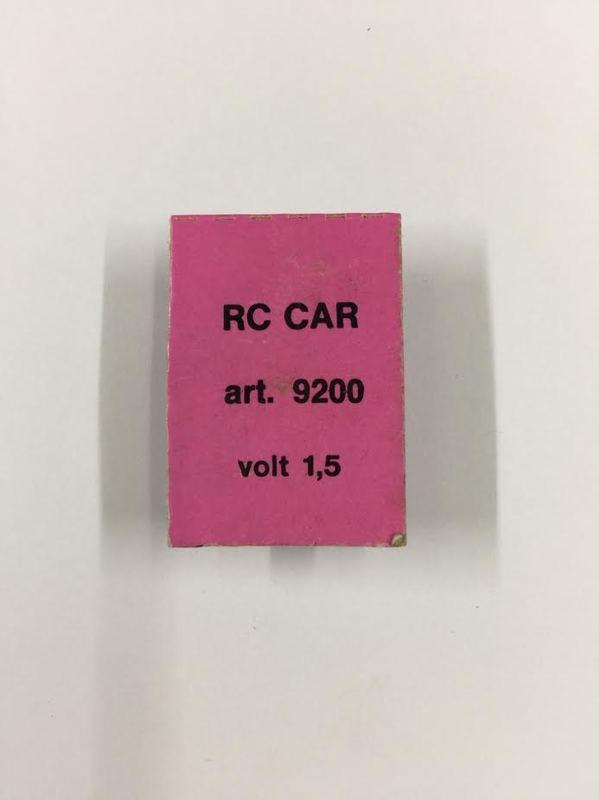 RC CAR
art. 9200
volt 1,5